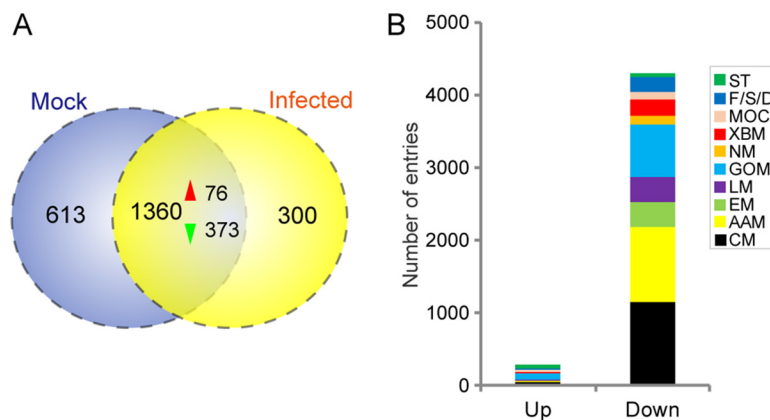 A
Mock
Infected
613
1360
76
373
300
B
Number of entries
5000
4000
3000
2000
1000
0
Up
Down
ST
F/S/D
MOC
XBM
NM
GOM
LM
EM
AAM
CM